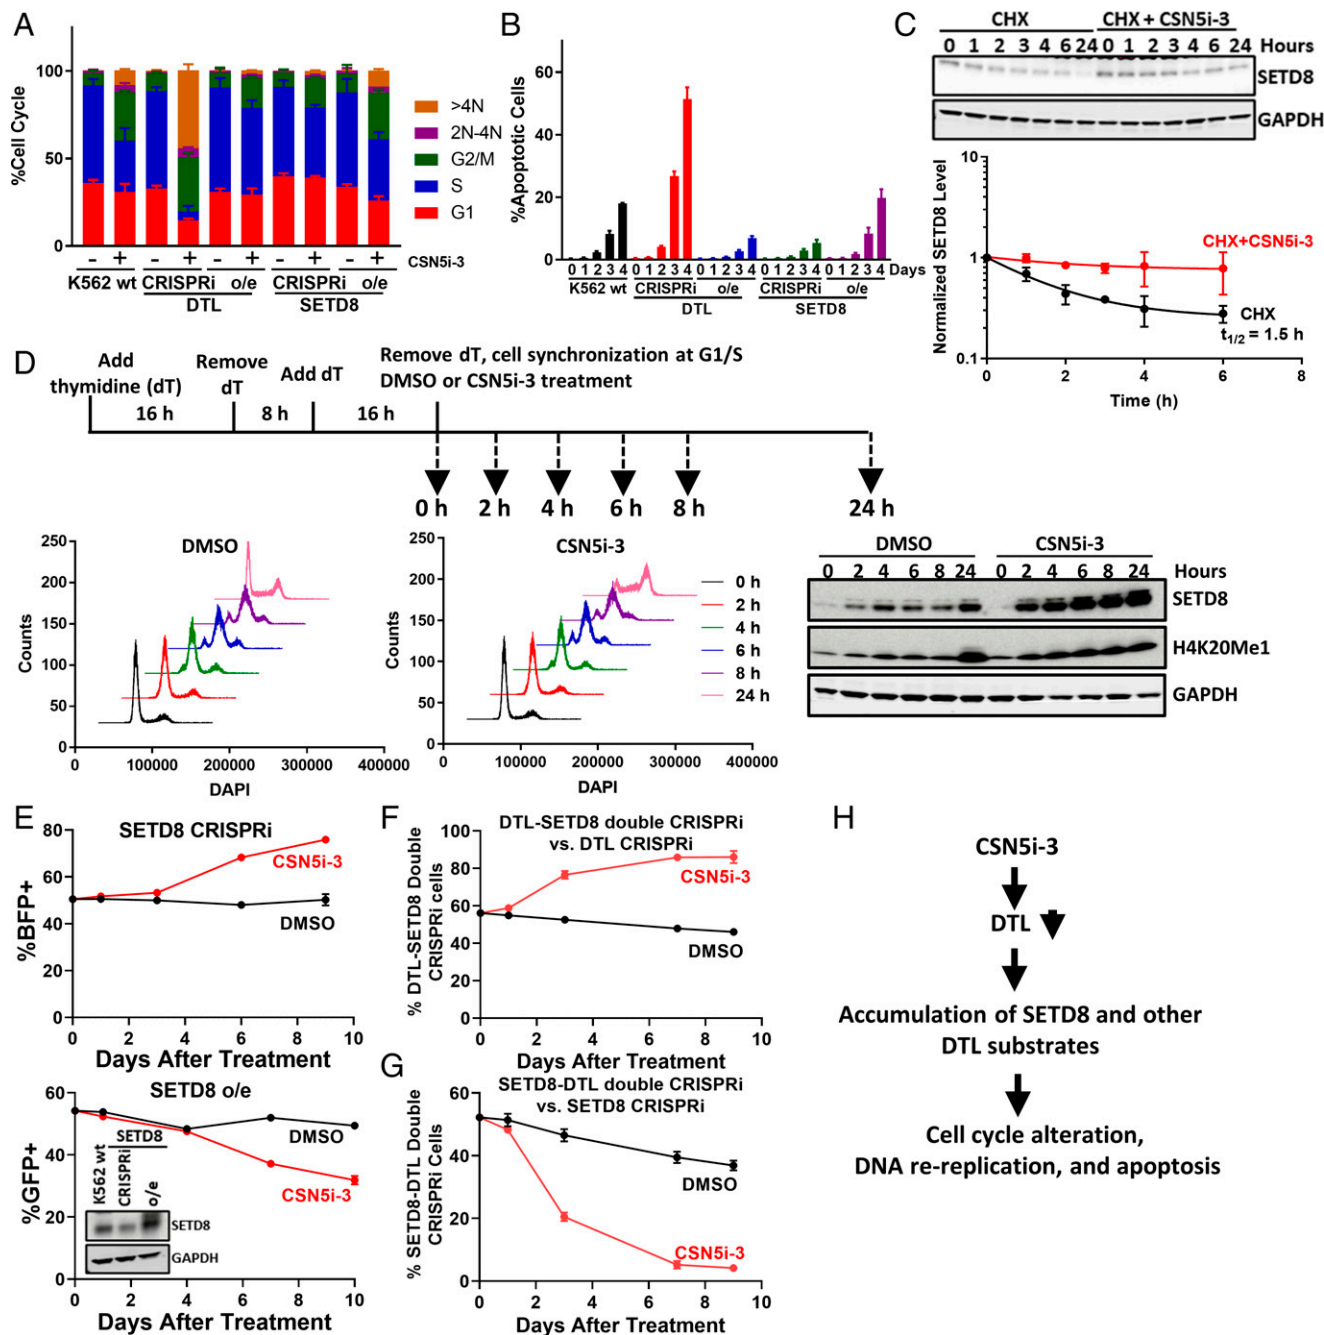 A
%Cell Cycle
100
50
0
>4N
2N-4N
G2/M
S
G1
- + - + - + - + - + CSN5i-3
K562 wt CRISPRi o/e CRISPRi o/e
DTL SETD8
B
%Apoptotic Cells
60
40
20
0
0 1 2 3 4 0 1 2 3 4 0 1 2 3 4 0 1 2 3 4 0 1 2 3 4 Days
K562 wt CRISPRi o/e CRISPRi o/e
DTL SETD8
C
CHX CHX + CSN5i-3
0 1 2 3 4 6 24 0 1 2 3 4 6 24 Hours
SETD8
GAPDH
Normalized SETD8 Level
10
1
0.1
CHX+CSN5i-3
CHX
t1/2 = 1.5 h
0 2 4 6 8
Time (h)
D
Add
thymidine (dT)
Remove
dT
Add dT
Remove dT, cell synchronization at G1/S
DMSO or CSN5i-3 treatment
16 h 8 h 16 h
0 h 2 h 4 h 6 h 8 h 24 h
DMSO
Counts
250
200
150
100
50
0
0 100000 200000 300000 400000
DAPI
CSN5i-3
Counts
250
200
150
100
50
0
0 100000 200000 300000 400000
DAPI
0 h
2 h
4 h
6 h
8 h
24 h
DMSO CSN5i-3
0 2 4 6 8 24 0 2 4 6 8 24 Hours
SETD8
H4K20Me1
GAPDH
E
SETD8 CRISPRi
%BFP+
80
60
40
20
0
CSN5i-3
DMSO
0 2 4 6 8 10
Days After Treatment
SETD8 o/e
%GFP+
60
40
20
0
DMSO
CSN5i-3
SETD8
K562 wt
CRISPRi
o/e
SETD8
GAPDH
0 2 4 6 8 10
Days After Treatment
F
DTL-SETD8 double CRISPRi
vs. DTL CRISPRi
% DTL-SETD8 Double
CRISPRi cells
100
80
60
40
20
0
CSN5i-3
DMSO
0 2 4 6 8 10
Days After Treatment
G
SETD8-DTL double CRISPRi
vs. SETD8 CRISPRi
% SETD8-DTL Double
CRISPRi Cells
60
40
20
0
DMSO
CSN5i-3
0 2 4 6 8 10
Days After Treatment
H
CSN5i-3
DTL
Accumulation of SETD8 and other
DTL substrates
Cell cycle alteration,
DNA re-replication, and apoptosis